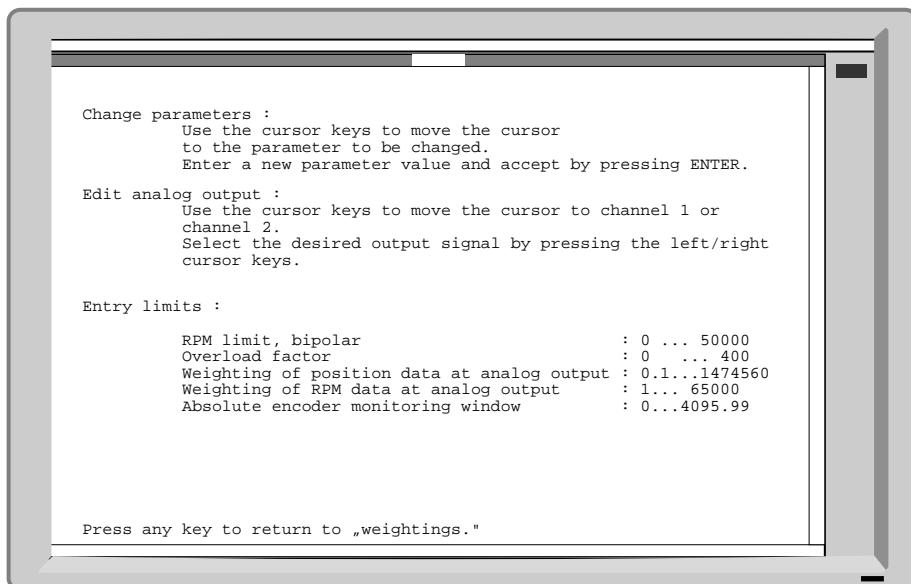 Change parameters :
Use the cursor keys to move the cursor
to the parameter to be changed.
Enter a new parameter value and accept by pressing ENTER.
Edit analog output :
Use the cursor keys to move the cursor to channel 1 or
channel 2.
Select the desired output signal by pressing the left/right
cursor keys.
Entry limits :
RPM limit, bipolar : 0 ... 50000
Overload factor : 0 ... 400
Weighting of position data at analog output : 0.1...1474560
Weighting of RPM data at analog output : 1... 65000
Absolute encoder monitoring window : 0...4095.99
Press any key to return to „weightings."